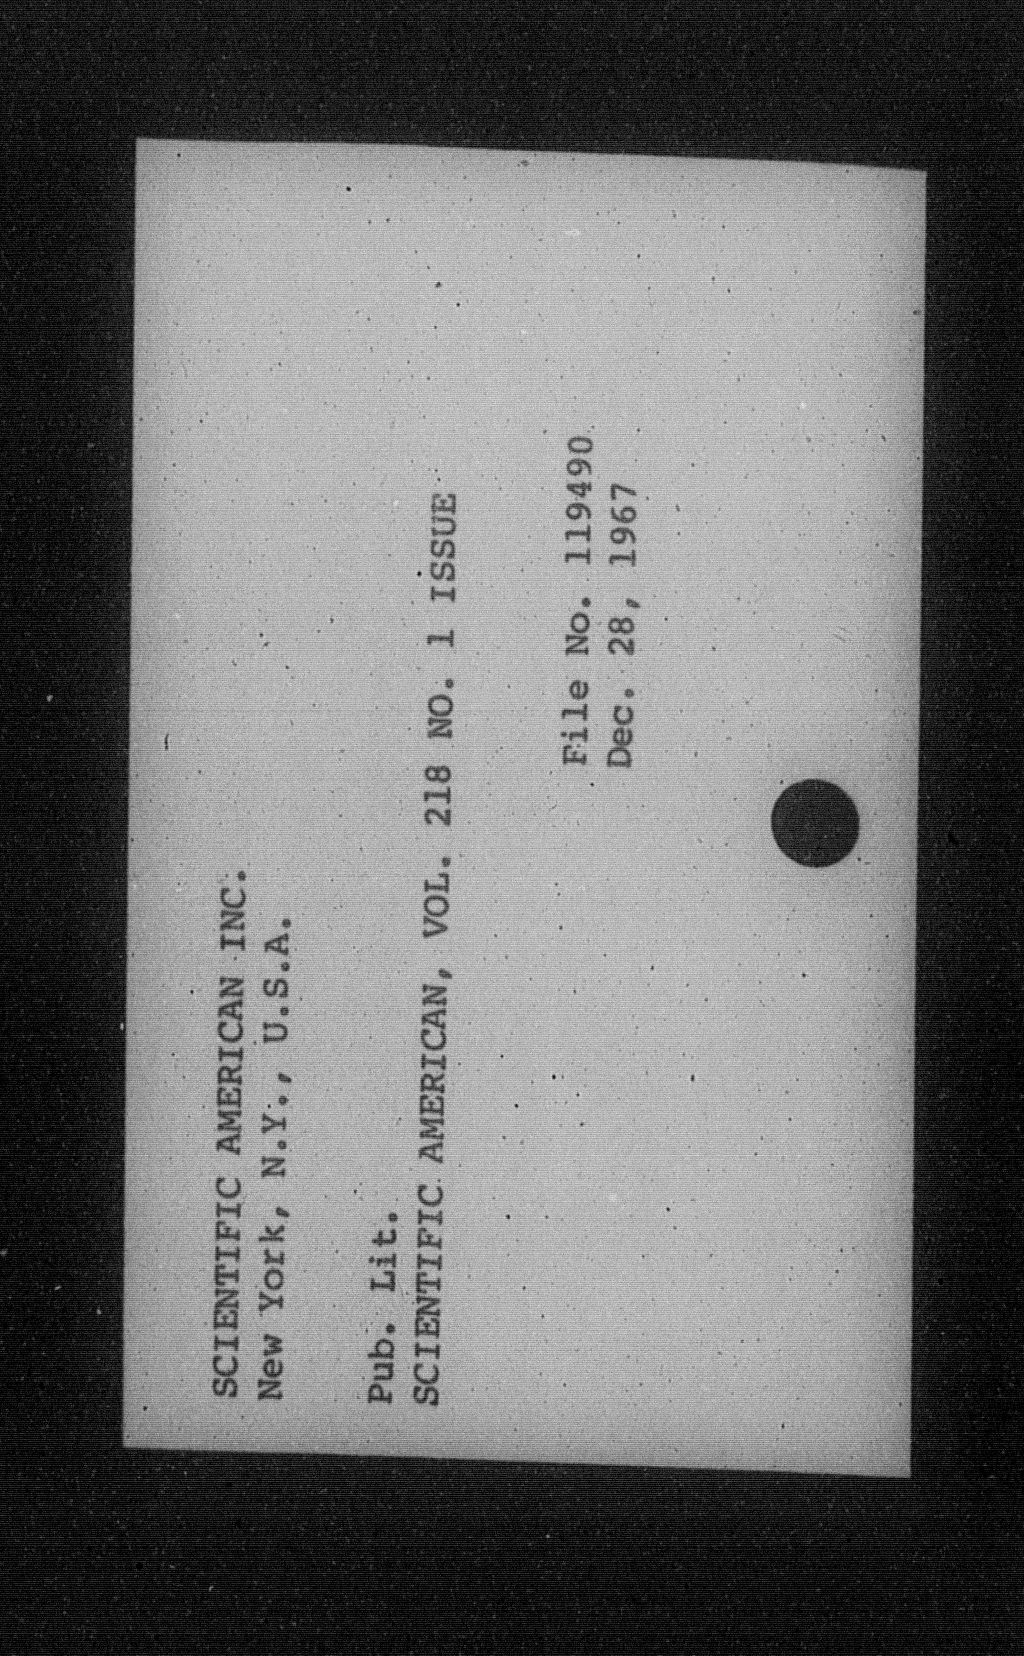 SCIENTIFIC AMERICAN INC.
New York, N.Y., U.S.A.
Pub. Lit.
SCIENTIFIC AMERICAN, VOL. 218 NO. 1 ISSUE
File No. 119490
Dec. 28, 1967